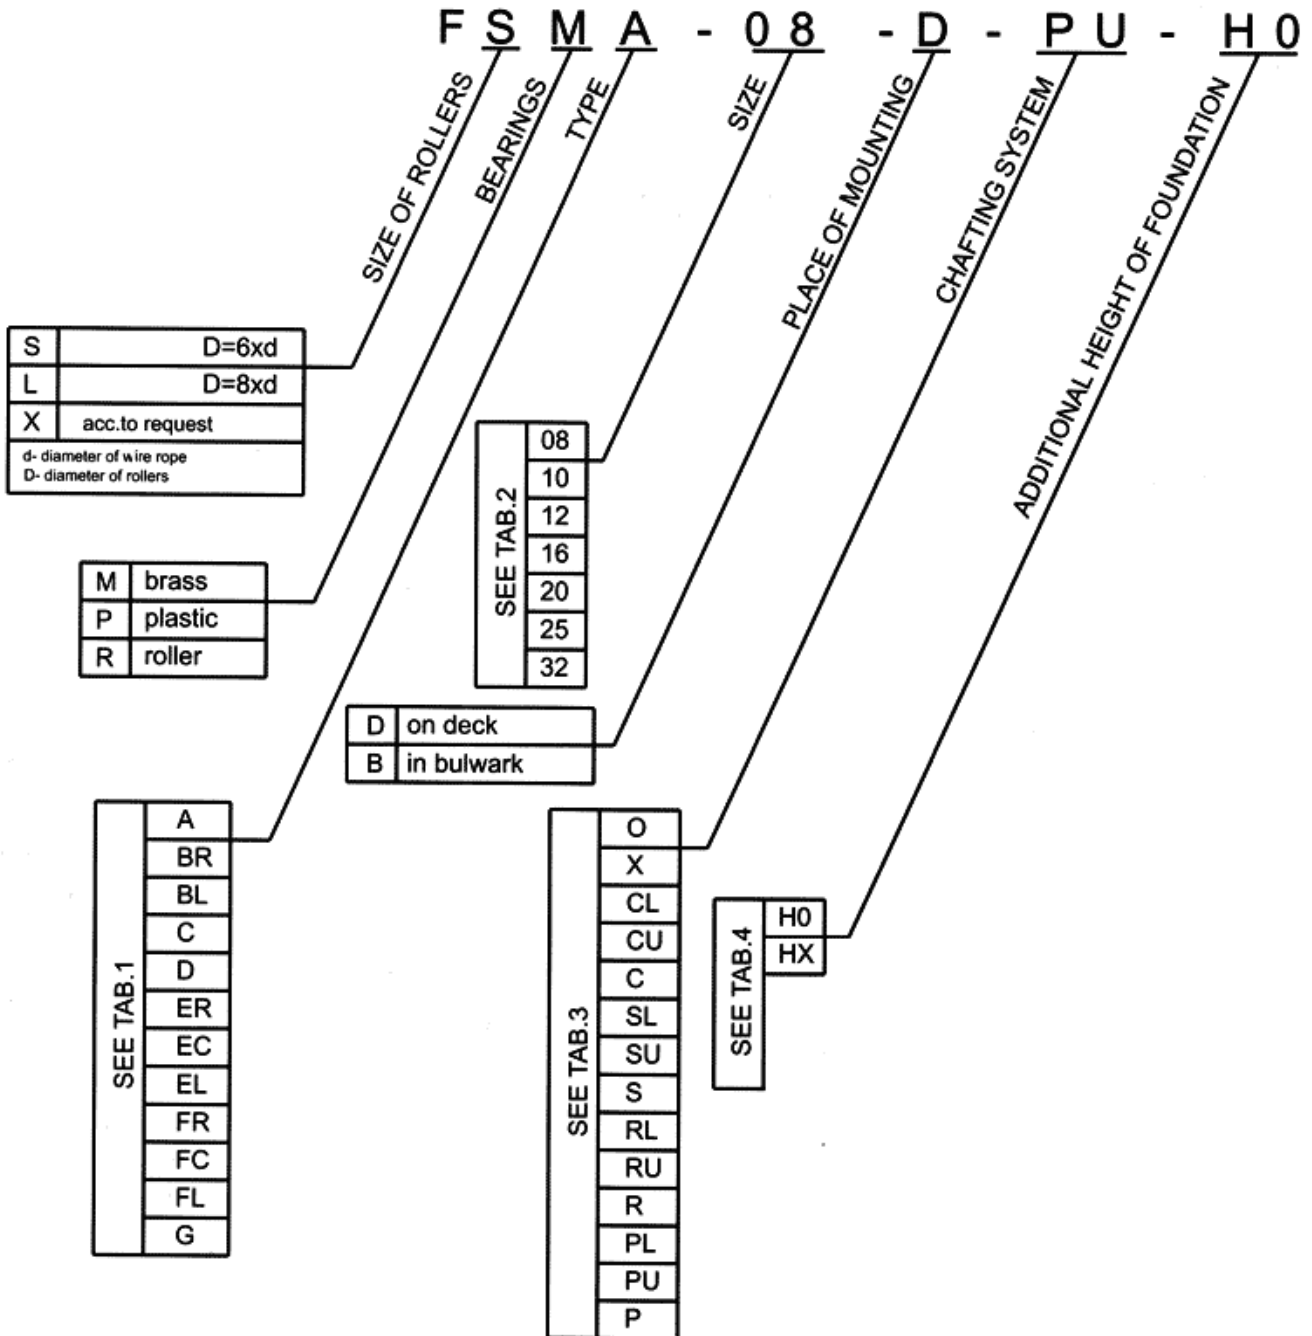 F S M A - 0 8 - D - P U - H 0
SIZE OF ROLLERS
BEARINGS
TYPE
SIZE
PLACE OF MOUNTING
CHAFTING SYSTEM
ADDITIONAL HEIGHT OF FOUNDATION
S D=6xd
L D=8xd
X acc.to request
d- diameter of wire rope
D- diameter of rollers
M brass
P plastic
R roller
SEE TAB.2
08
10
12
16
20
25
32
D on deck
B in bulwark
SEE TAB.1
A
BR
BL
C
D
ER
EC
EL
FR
FC
FL
G
SEE TAB.3
O
X
CL
CU
C
SL
SU
S
RL
RU
R
PL
PU
P
SEE TAB.4
H0
HX